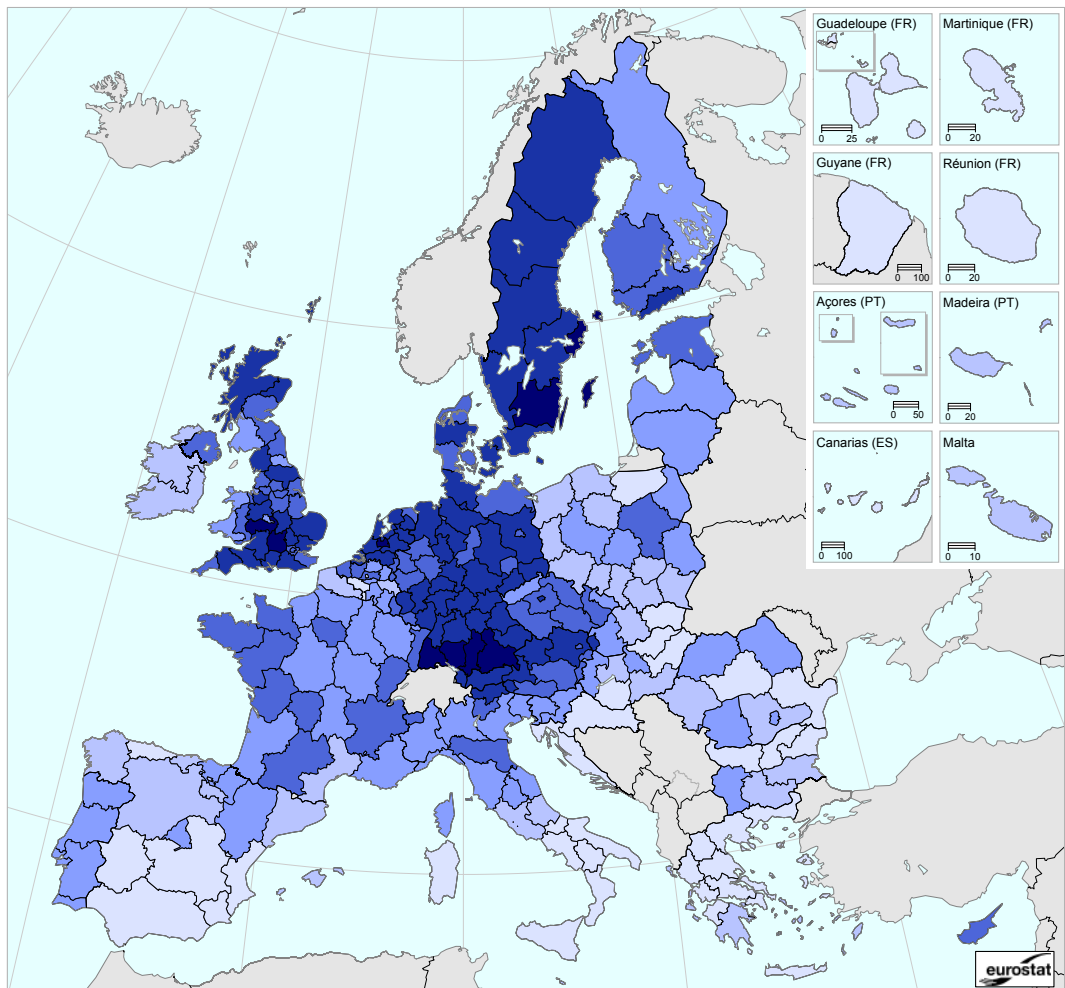 Guadeloupe (FR)
0 25
Martinique (FR)
0 20
Guyane (FR)
0 100
Réunion (FR)
0 20
Açores (PT)
0 50
Madeira (PT)
0 20
Canarias (ES)
0 100
Malta
0 10
eurostat